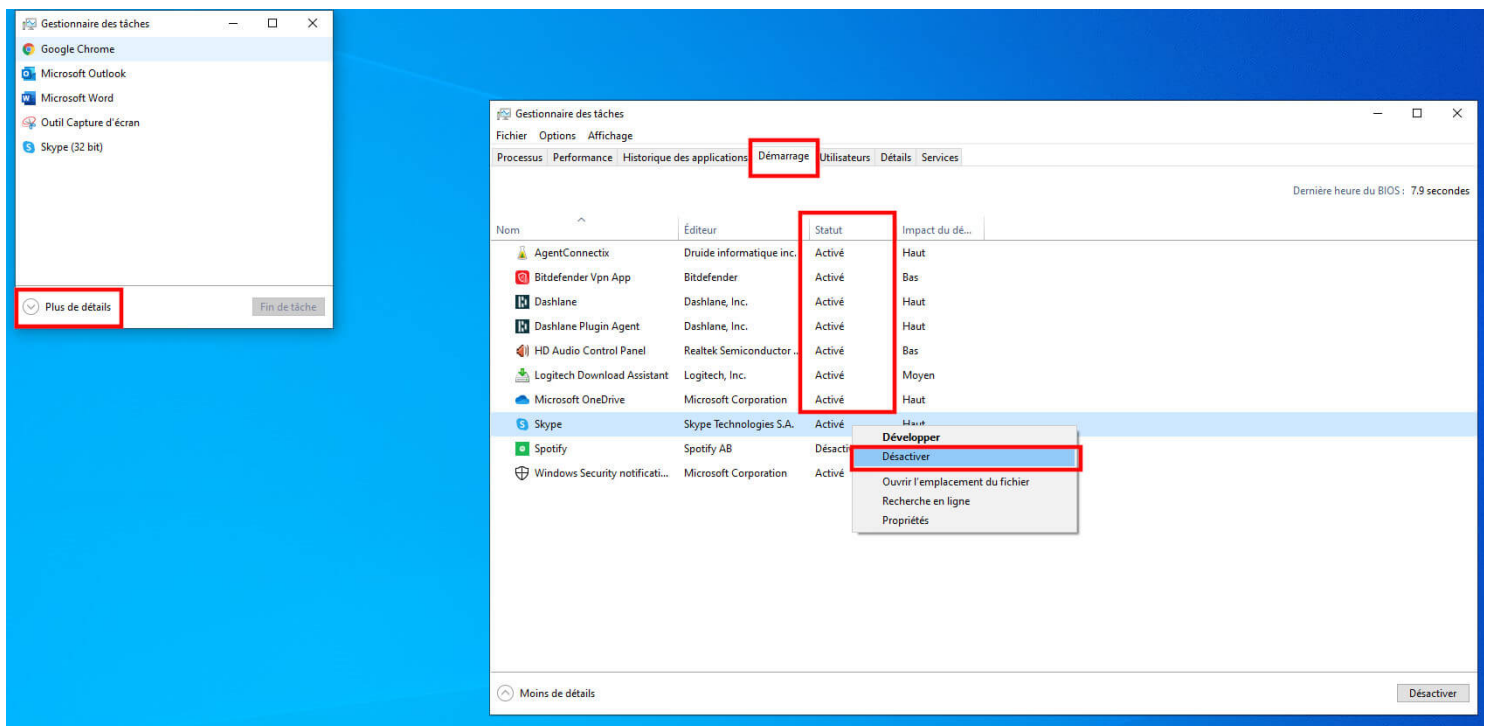 Gestionnaire des tâches
Google Chrome
Microsoft Outlook
Microsoft Word
Outil Capture d'écran
Skype (32 bit)
Plus de détails
Fin de tâche
Gestionnaire des tâches
Fichier Options Affichage
Processus Performance Historique des applications Démarrage Utilisateurs Détails Services
Dernière heure du BIOS : 7.9 secondes
Nom Éditeur Statut Impact du dé...
AgentConnectix Druide informatique inc. Activé Haut
Bitdefender Vpn App Bitdefender Activé Bas
Dashlane Dashlane, Inc. Activé Haut
Dashlane Plugin Agent Dashlane, Inc. Activé Haut
HD Audio Control Panel Realtek Semiconductor ... Activé Bas
Logitech Download Assistant Logitech, Inc. Activé Moyen
Microsoft OneDrive Microsoft Corporation Activé Haut
Skype Skype Technologies S.A. Activé Haut
Spotify Spotify AB Désacti
Windows Security notificati... Microsoft Corporation Activé
Développer
Désactiver
Ouvrir l'emplacement du fichier
Recherche en ligne
Propriétés
Moins de détails
Désactiver